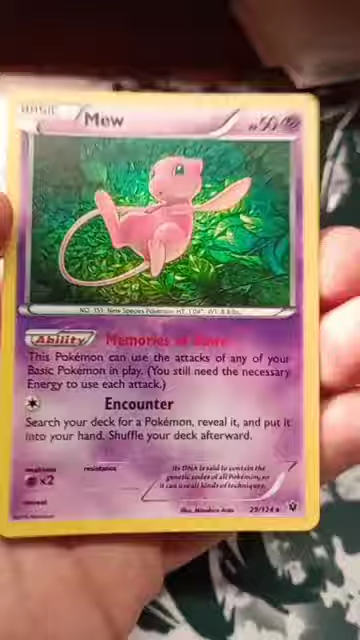 BASIC Mew HP50
NO. 151 New Species Pokémon HT: 1'04" WT: 8.8 lbs.
Ability Memories of Dawn
This Pokémon can use the attacks of any of your
Basic Pokémon in play. (You still need the necessary
Energy to use each attack.)
Encounter
Search your deck for a Pokémon, reveal it, and put it
into your hand. Shuffle your deck afterward.
weakness resistance
×2
Its DNA is said to contain the
genetic codes of all Pokémon, so
it can use all kinds of techniques.
retreat
Illus. 29/124